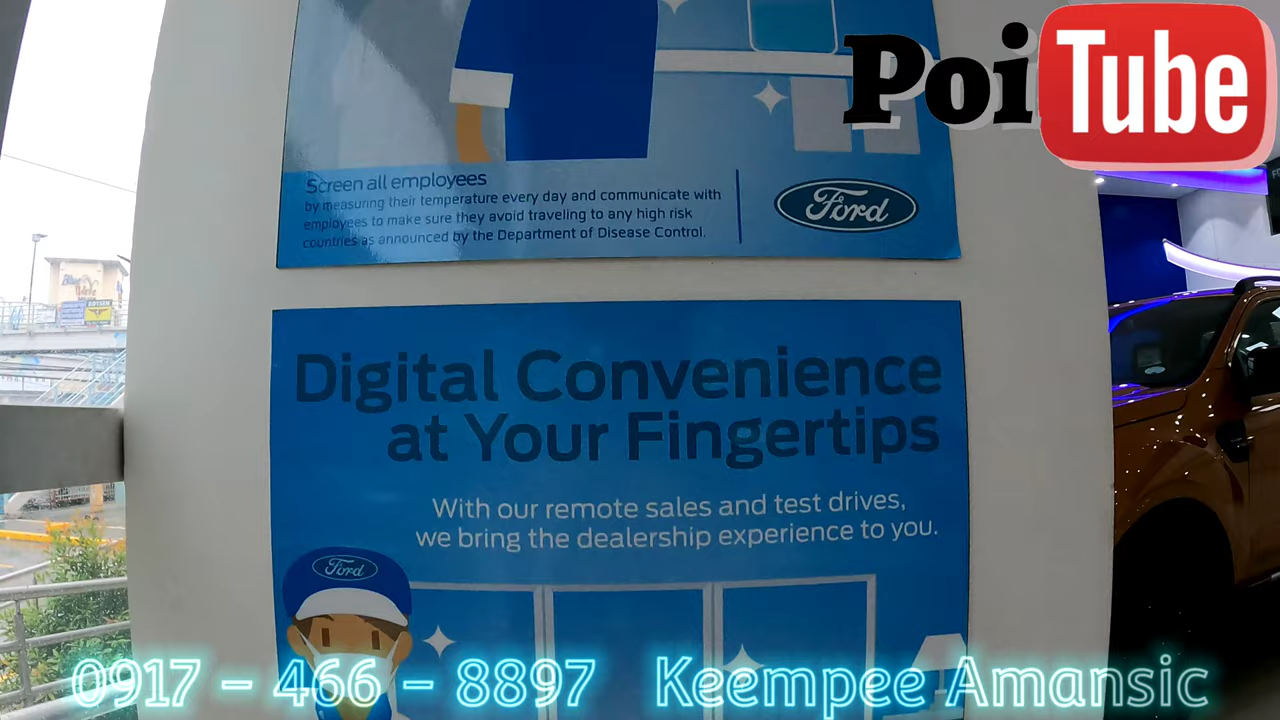 Poi Tube
Screen all employees
by measuring their temperature every day and communicate with
employees to make sure they avoid traveling to any high risk
countries as announced by the Department of Disease Control.
Ford
Digital Convenience
at Your Fingertips
With our remote sales and test drives,
we bring the dealership experience to you.
Ford
0917 – 466 – 8897 Keempee Amansic